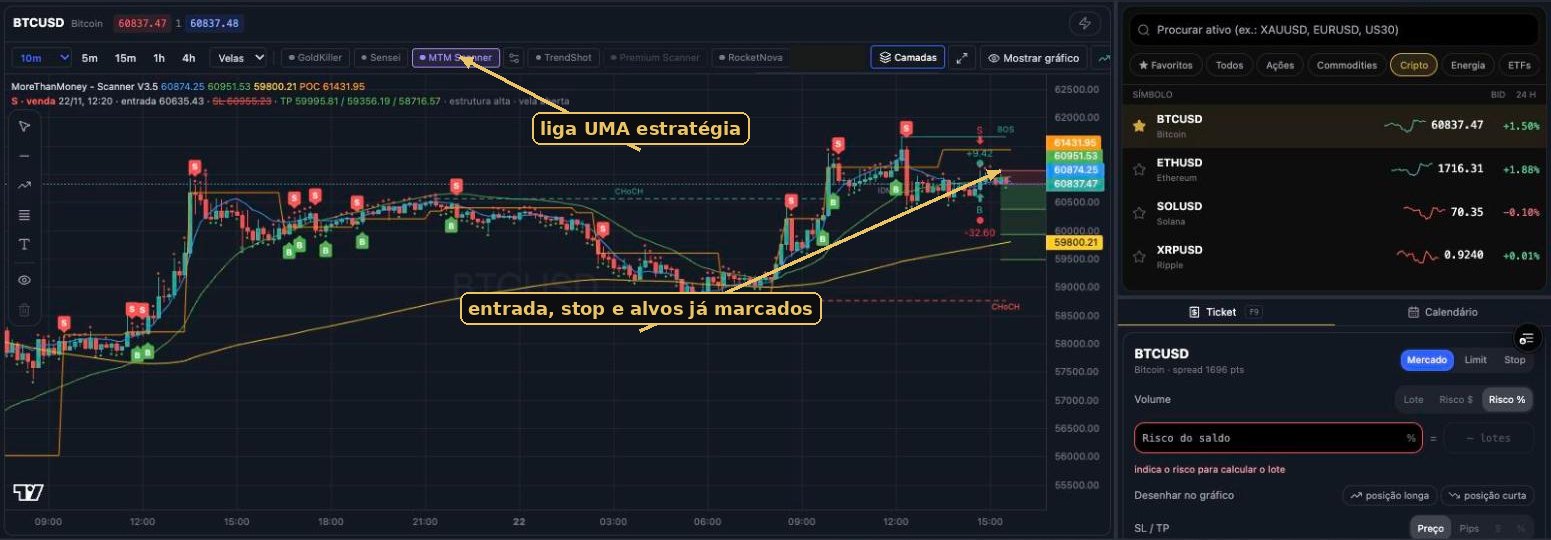 BTCUSD Bitcoin 60837.47 1 60837.48
10m 5m 15m 1h 4h Velas GoldKiller Sensei MTM Scanner TrendShot Premium Scanner RocketNova Camadas Mostrar gráfico
MoreThanMoney - Scanner V3.5 60874.25 60951.53 59800.21 POC 61431.95
S · venda 22/11, 12:20 · entrada 60635.43 · SL 60955.23 · TP 59995.81 / 59356.19 / 58716.57 · estrutura alta · vela aberta
liga UMA estratégia
entrada, stop e alvos já marcados
CHoCH
BOS
S
+9.42
B
-32.60
CHoCH
BTCUSD
62500.00
62000.00
61431.95
60951.53
60874.25
60837.47
60500.00
60000.00
59800.21
59500.00
59000.00
58500.00
58000.00
57500.00
57000.00
56500.00
56000.00
55500.00
09:00 12:00 15:00 18:00 21:00 22 03:00 06:00 09:00 12:00 15:00
Procurar ativo (ex.: XAUUSD, EURUSD, US30)
Favoritos Todos Ações Commodities Cripto Energia ETFs
SÍMBOLO BID 24 H
BTCUSD 60837.47 +1.50%
Bitcoin
ETHUSD 1716.31 +1.88%
Ethereum
SOLUSD 70.35 -0.10%
Solana
XRPUSD 0.9240 +0.01%
Ripple
Ticket F9 Calendário
BTCUSD
Bitcoin · spread 1696 pts
Mercado Limit Stop
Volume Lote Risco $ Risco %
Risco do saldo % = — lotes
indica o risco para calcular o lote
Desenhar no gráfico posição longa posição curta
SL / TP Preço Pips $ %